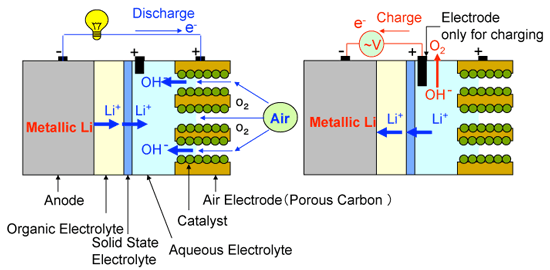 Discharge
e⁻
-
+
+
OH⁻
Li⁺ Li⁺
Metallic Li
O₂
Air
O₂
OH⁻
Anode
Organic Electrolyte
Solid State
Electrolyte
Aqueous Electrolyte
Catalyst
Air Electrode (Porous Carbon)
Electrode
only for charging
e⁻ Charge
~V
O₂
-
+
+
OH⁻
Li⁺ Li⁺
Metallic Li